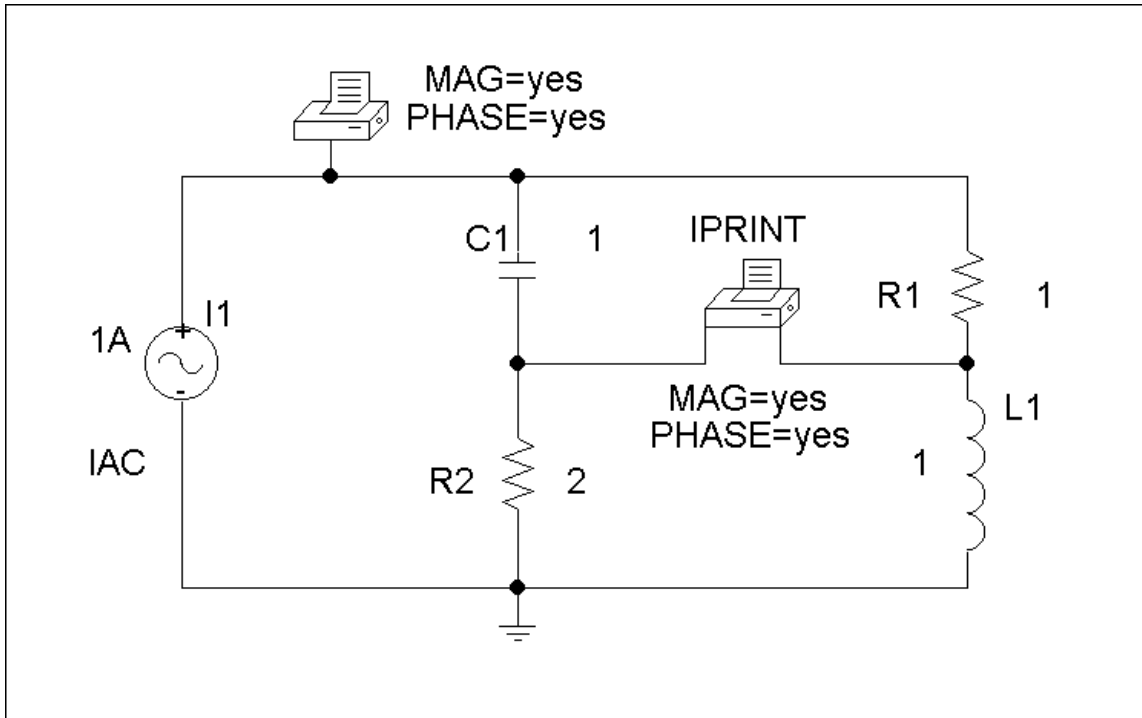 MAG=yes
PHASE=yes
C1
1
IPRINT
R1
1
1A
I1
+
-
MAG=yes
PHASE=yes
L1
1
IAC
R2
2